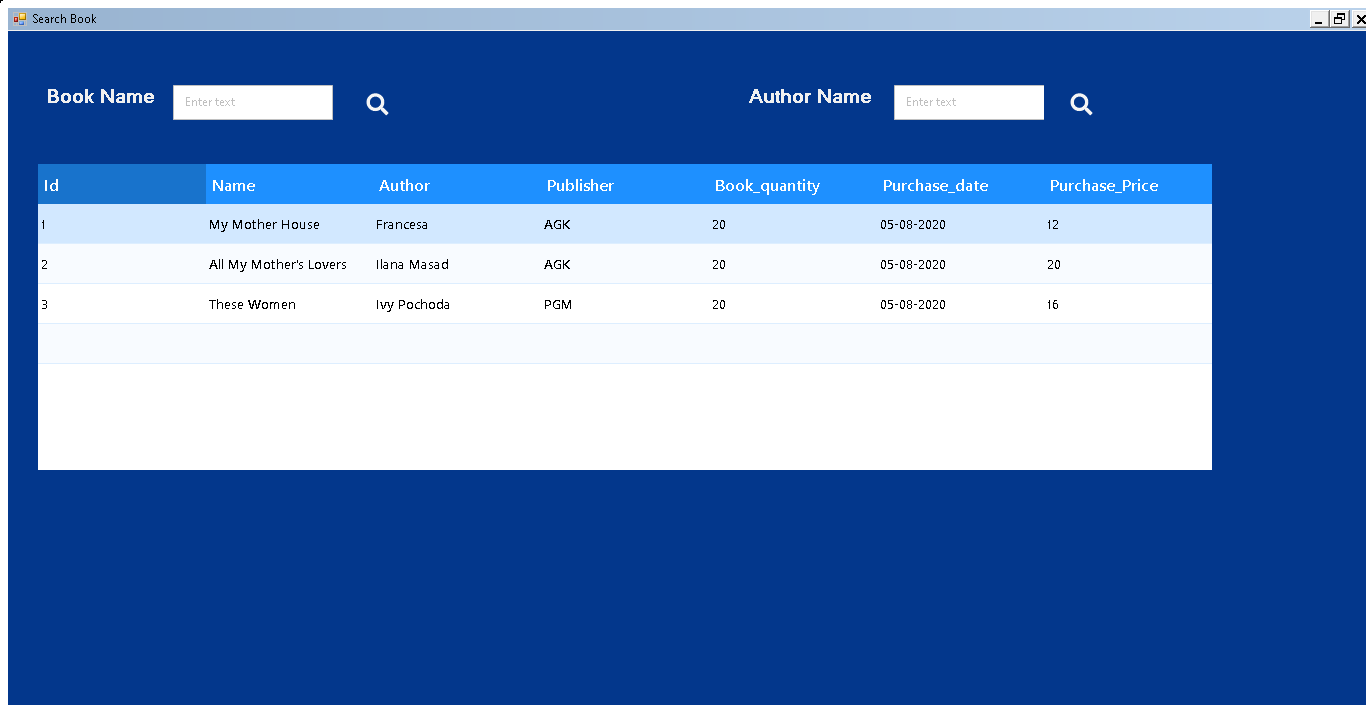 Search Book
Book Name Enter text Author Name Enter text
Id Name Author Publisher Book_quantity Purchase_date Purchase_Price
1 My Mother House Francesa AGK 20 05-08-2020 12
2 All My Mother's Lovers Ilana Masad AGK 20 05-08-2020 20
3 These Women Ivy Pochoda PGM 20 05-08-2020 16